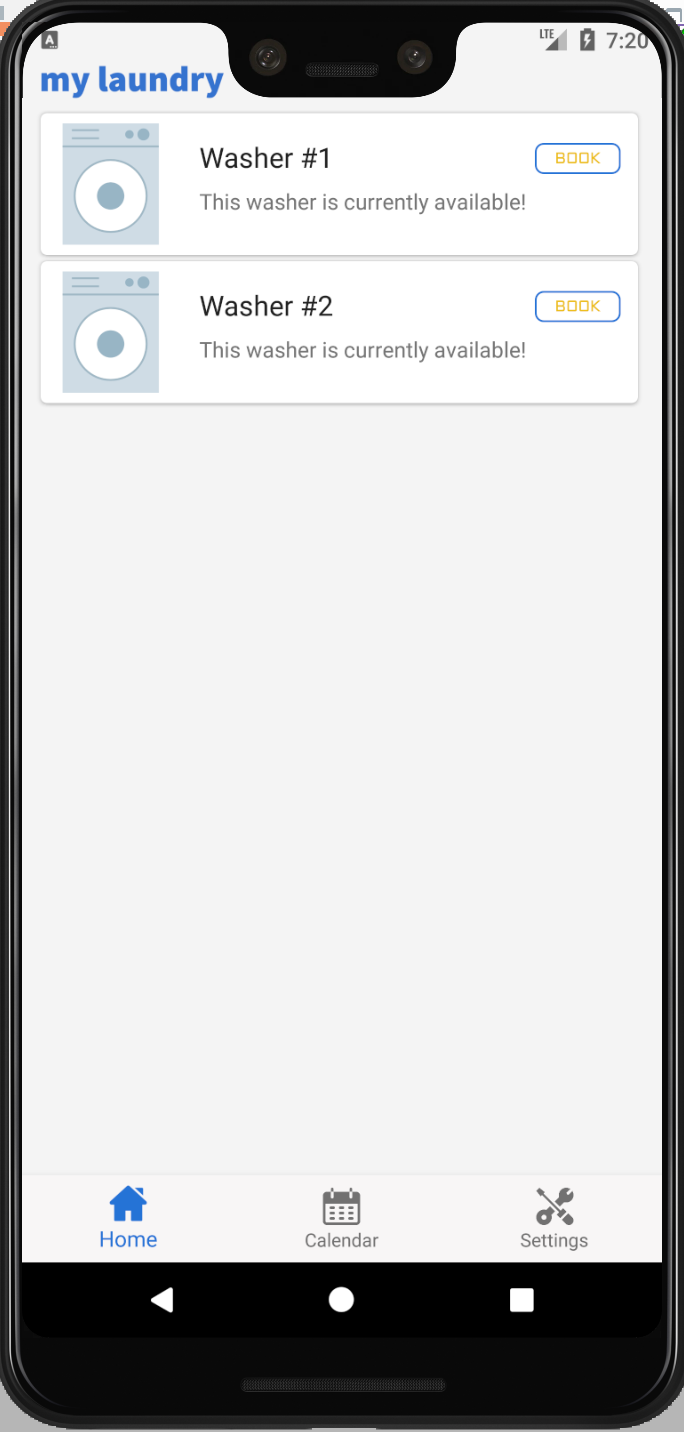 A
LTE 7:20
my laundry
Washer #1
BOOK
This washer is currently available!
Washer #2
BOOK
This washer is currently available!
Home
Calendar
Settings